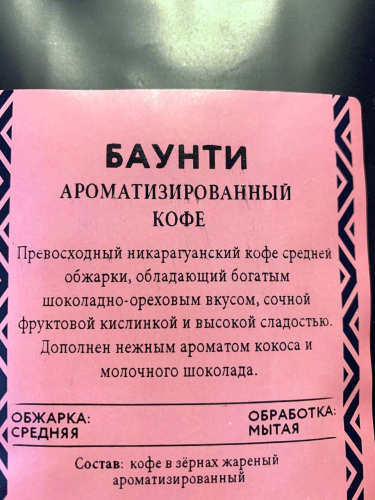 БАУНТИ
АРОМАТИЗИРОВАННЫЙ
КОФЕ
Превосходный никарагуанский кофе средней
обжарки, обладающий богатым
шоколадно-ореховым вкусом, сочной
фруктовой кислинкой и высокой сладостью.
Дополнен нежным ароматом кокоса и
молочного шоколада.
ОБЖАРКА:
СРЕДНЯЯ
ОБРАБОТКА:
МЫТАЯ
Состав: кофе в зёрнах жареный
ароматизированный